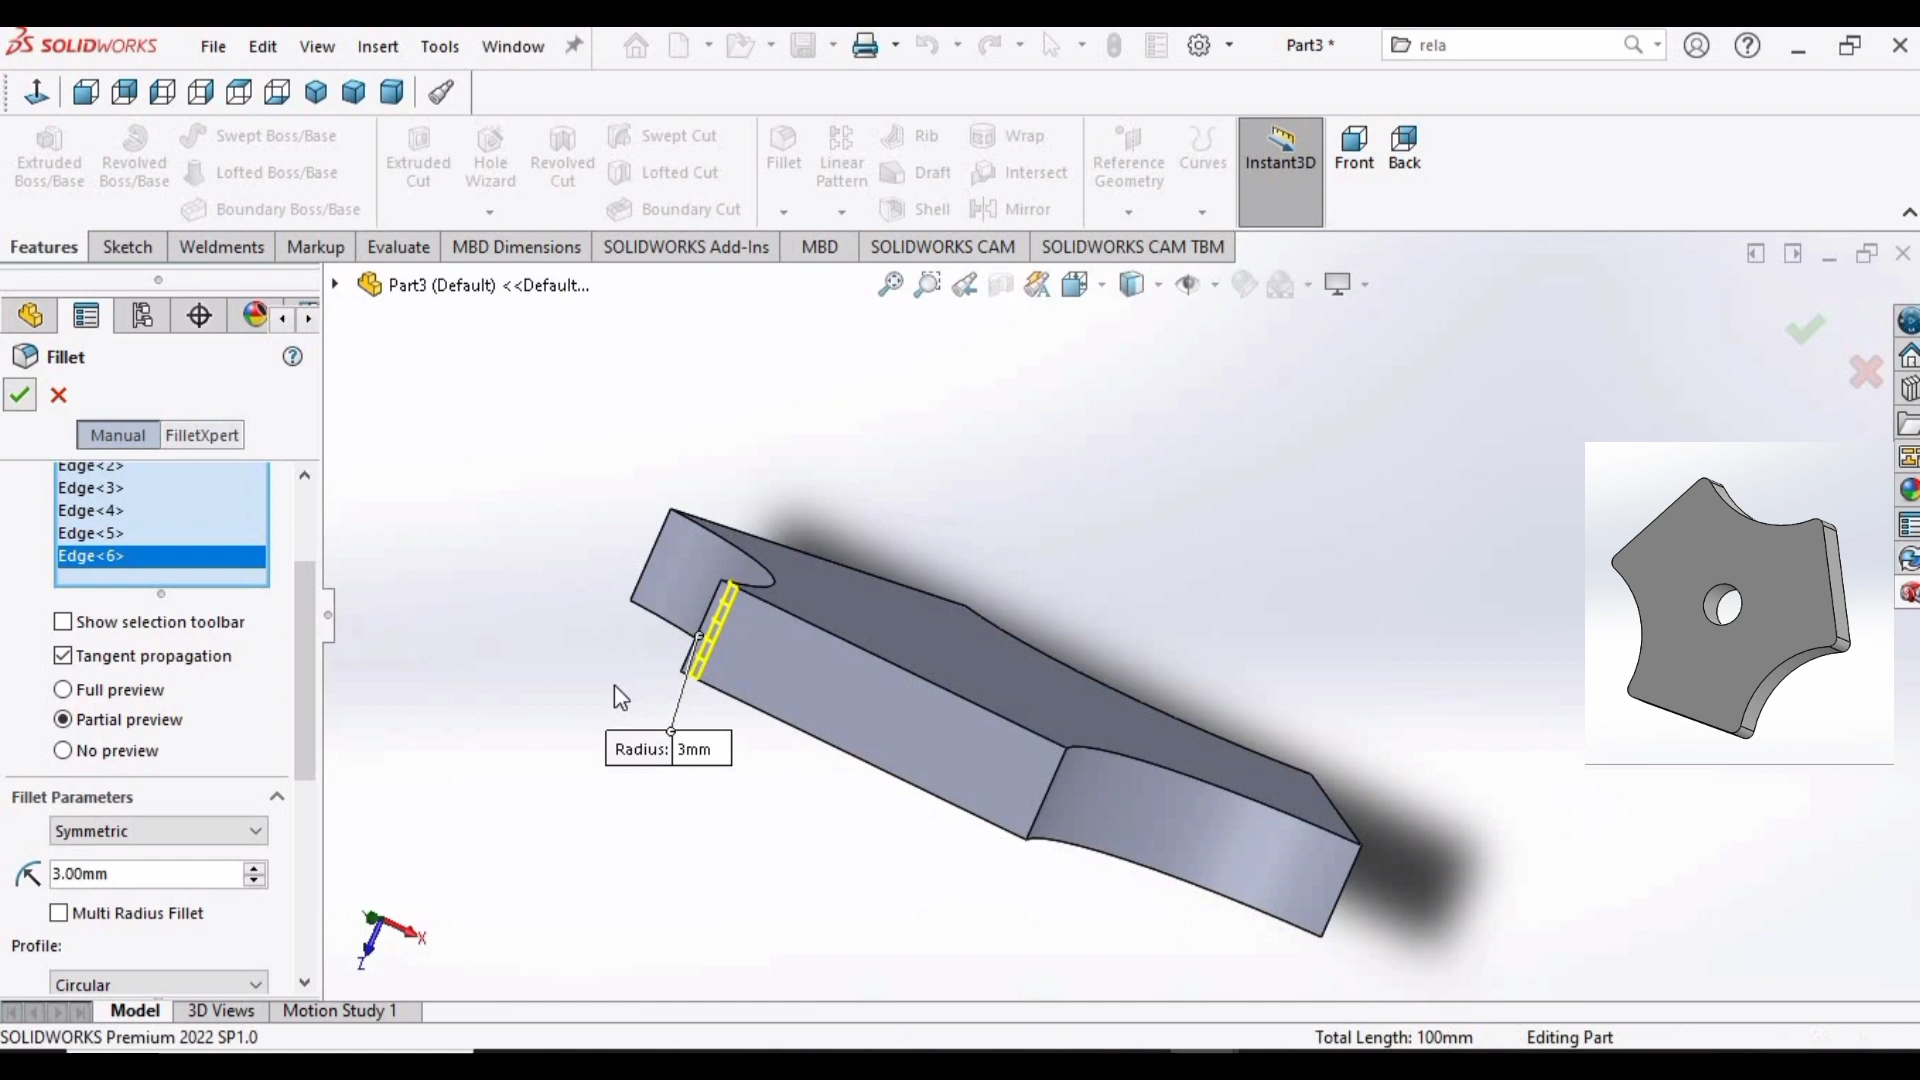 SOLIDWORKS
File Edit View Insert Tools Window
Part3 *
rela
Extruded Boss/Base
Revolved Boss/Base
Swept Boss/Base
Lofted Boss/Base
Boundary Boss/Base
Extruded Cut
Hole Wizard
Revolved Cut
Swept Cut
Lofted Cut
Boundary Cut
Fillet
Linear Pattern
Rib
Draft
Shell
Wrap
Intersect
Mirror
Reference Geometry
Curves
Instant3D
Front
Back
Features Sketch Weldments Markup Evaluate MBD Dimensions SOLIDWORKS Add-Ins MBD SOLIDWORKS CAM SOLIDWORKS CAM TBM
Part3 (Default) <<Default...
Fillet
Manual FilletXpert
Edge<2>
Edge<3>
Edge<4>
Edge<5>
Edge<6>
Show selection toolbar
Tangent propagation
Full preview
Partial preview
No preview
Fillet Parameters
Symmetric
3.00mm
Multi Radius Fillet
Profile:
Circular
Radius: 3mm
X
Z
Model 3D Views Motion Study 1
SOLIDWORKS Premium 2022 SP1.0
Total Length: 100mm
Editing Part